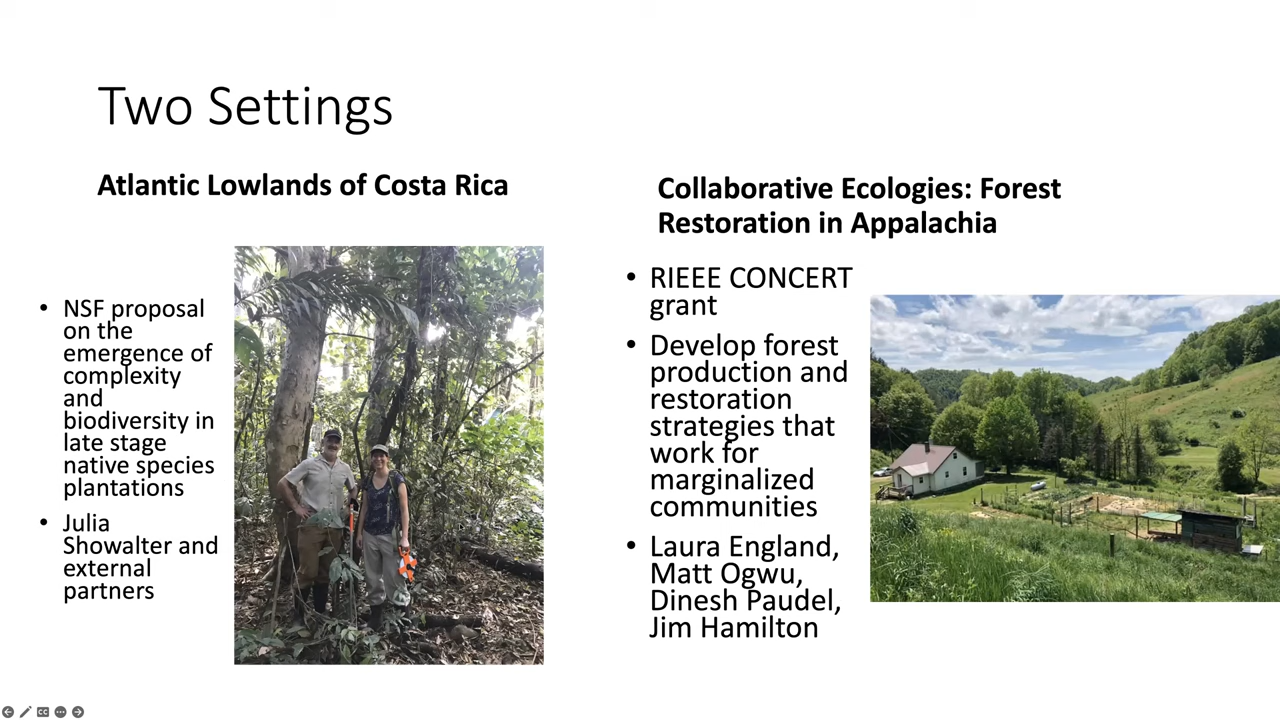 Two Settings
Atlantic Lowlands of Costa Rica
• NSF proposal
on the
emergence of
complexity
and
biodiversity in
late stage
native species
plantations
• Julia
Showalter and
external
partners
Collaborative Ecologies: Forest
Restoration in Appalachia
• RIEEE CONCERT
grant
• Develop forest
production and
restoration
strategies that
work for
marginalized
communities
• Laura England,
Matt Ogwu,
Dinesh Paudel,
Jim Hamilton
CC